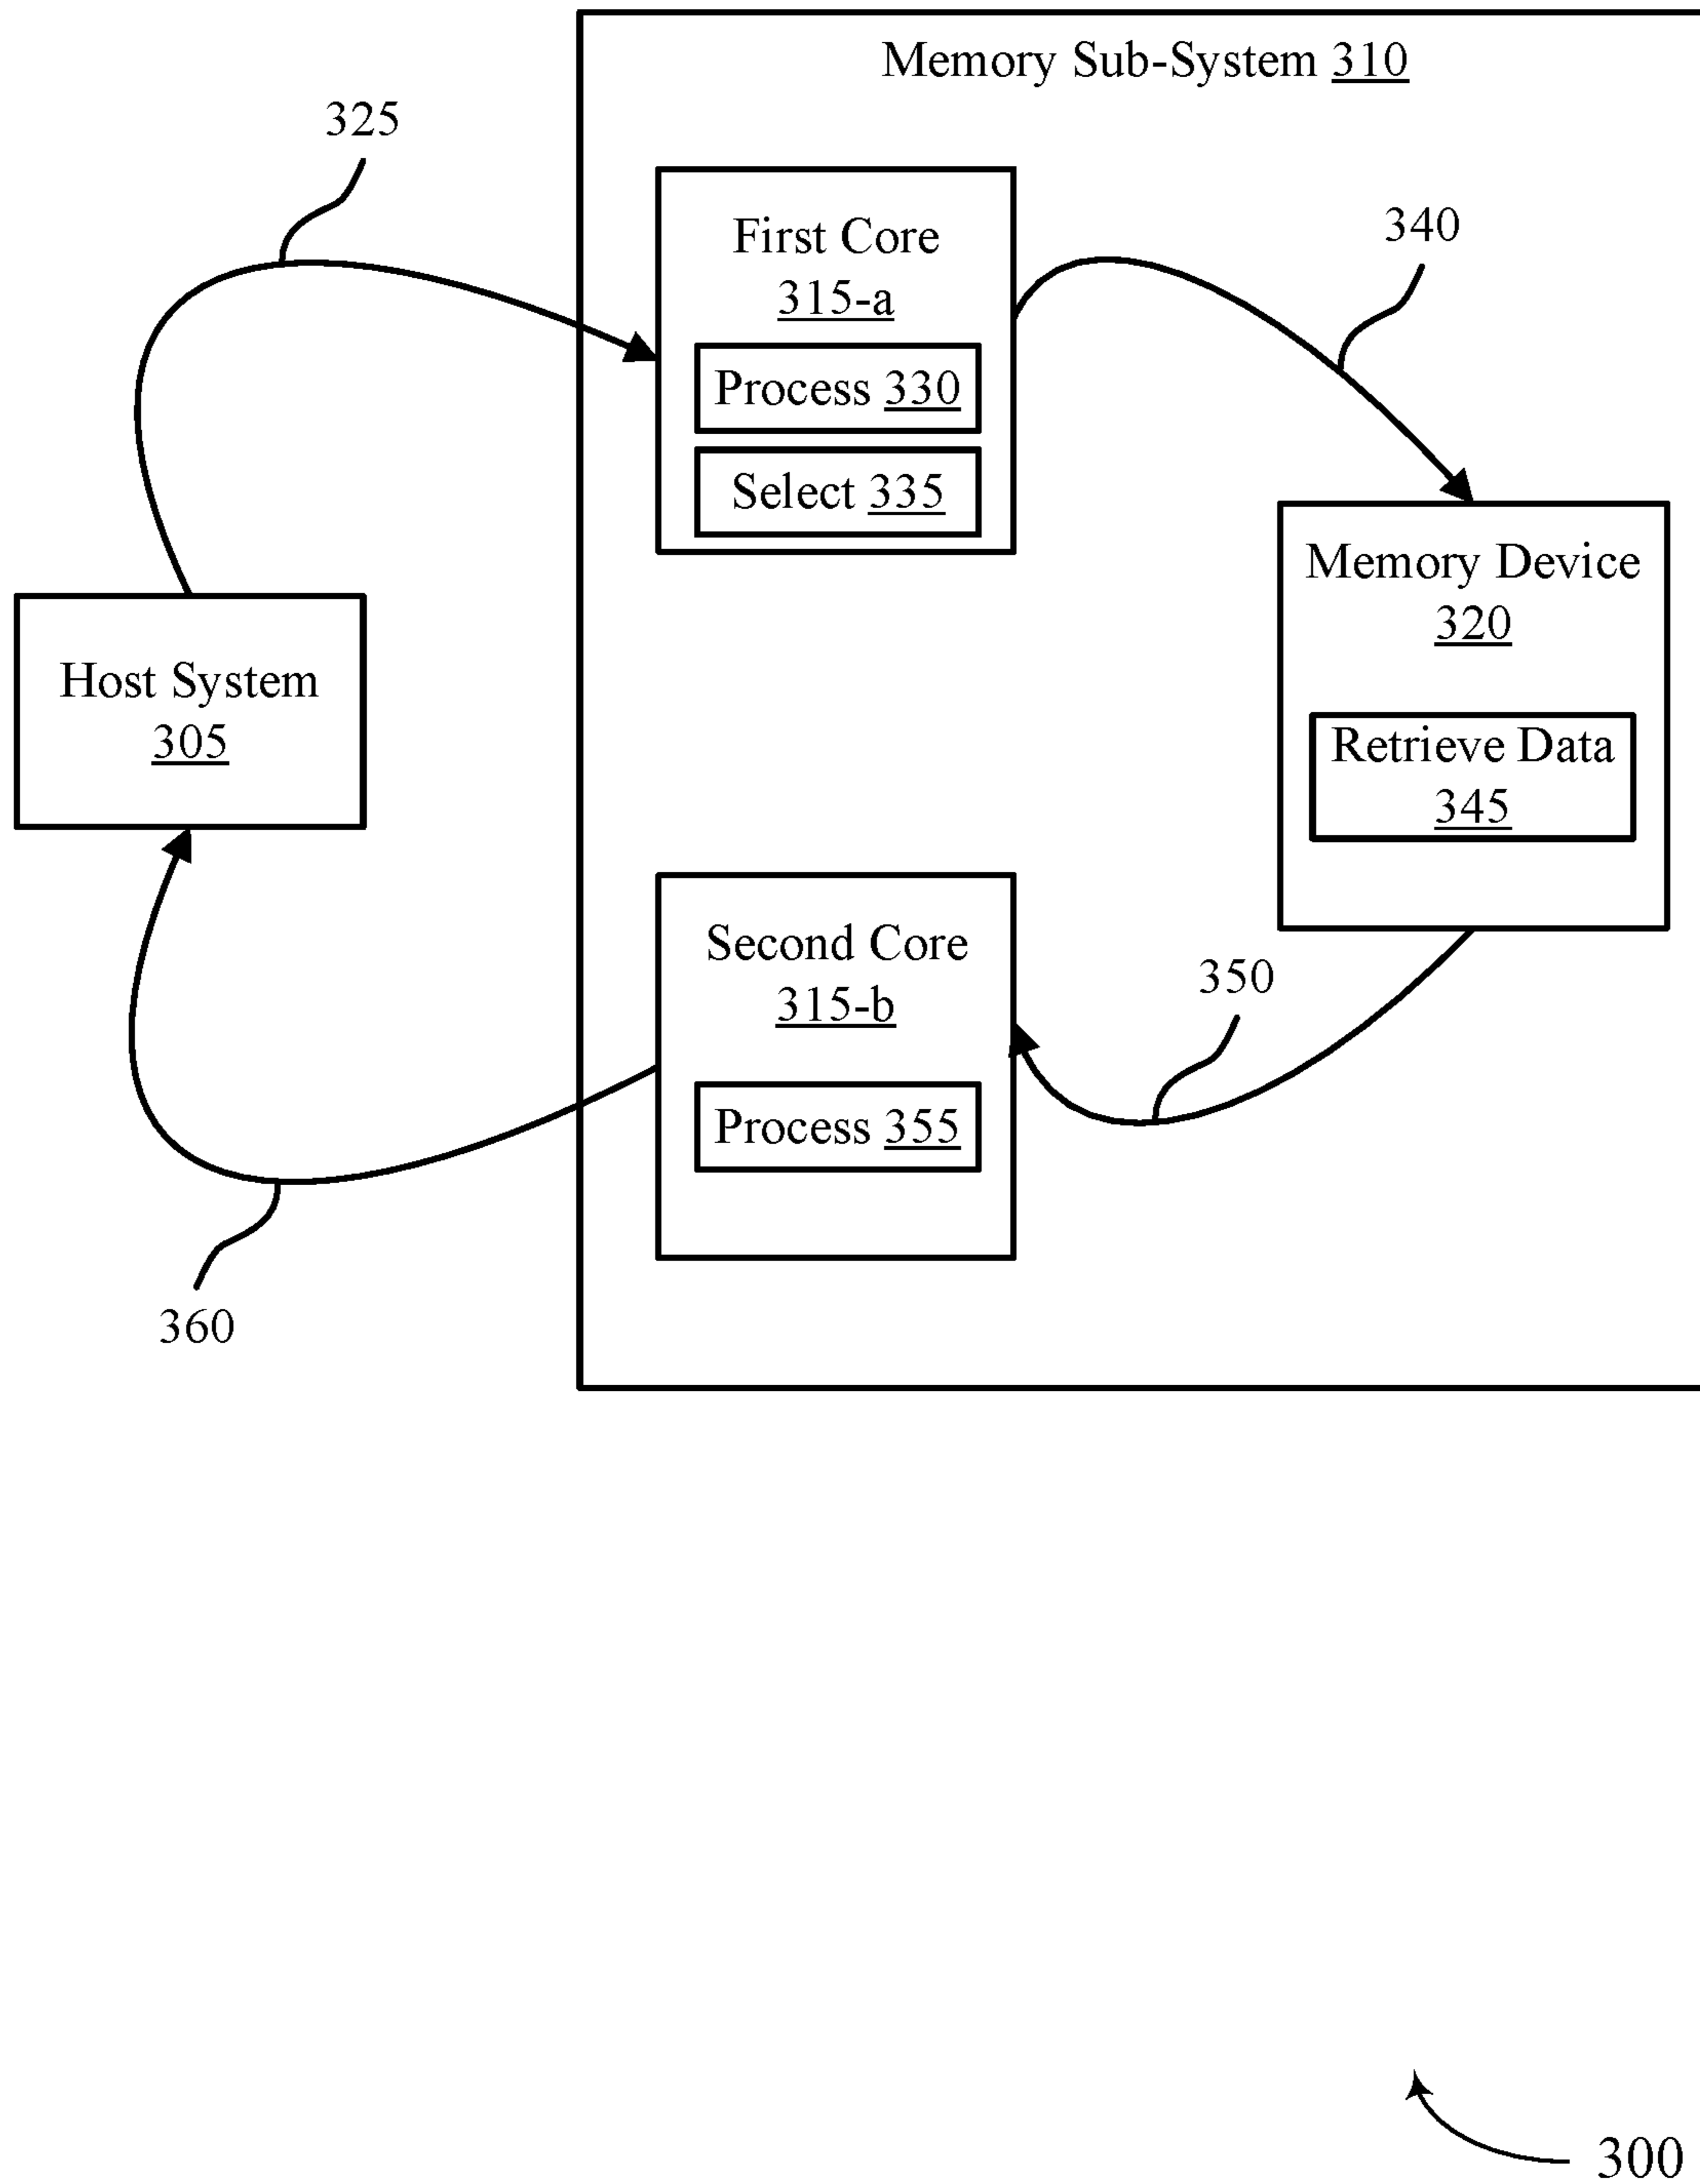 Memory Sub-System 310
325
First Core
315-a
340
Process 330
Select 335
Memory Device
320
Host System
305
Retrieve Data
345
Second Core
315-b
350
Process 355
360
300